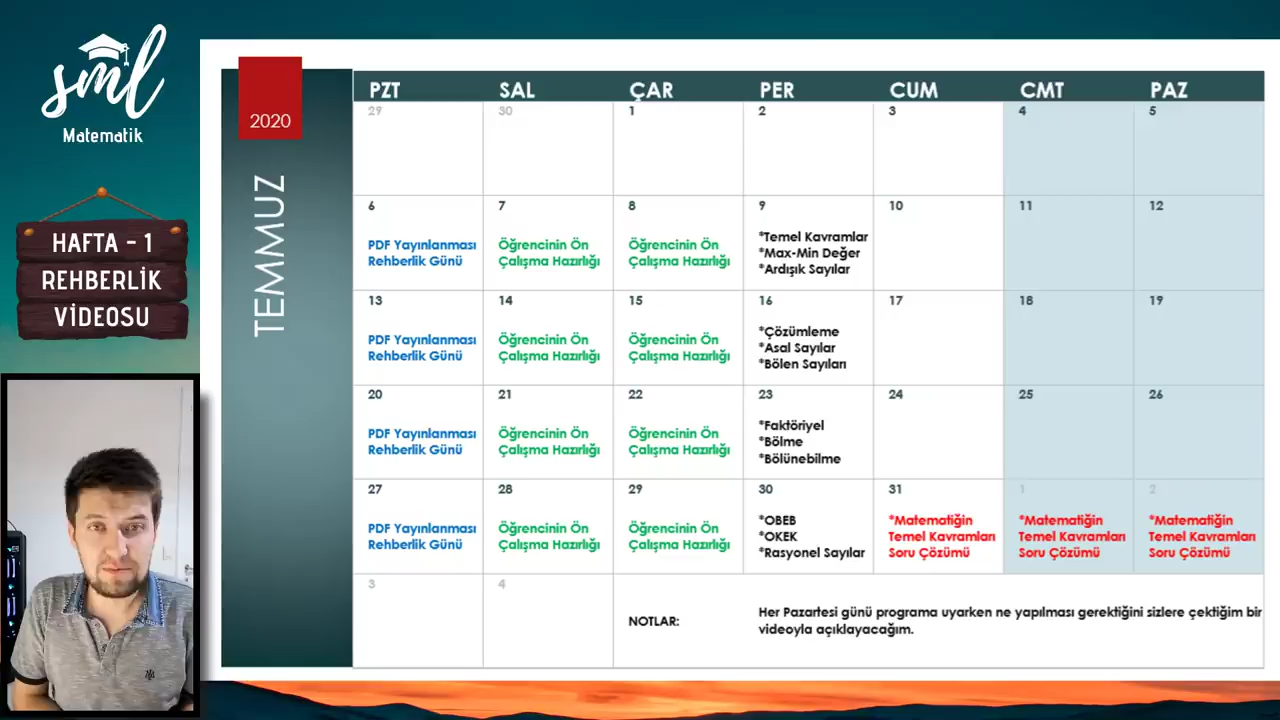 sml
Matematik
HAFTA - 1
REHBERLİK
VİDEOSU
2020
TEMMUZ
PZT SAL ÇAR PER CUM CMT PAZ
29 30 1 2 3 4 5
6 7 8 9 10 11 12
PDF Yayınlanması
Rehberlik Günü
Öğrencinin Ön
Çalışma Hazırlığı
Öğrencinin Ön
Çalışma Hazırlığı
*Temel Kavramlar
*Max-Min Değer
*Ardışık Sayılar
13 14 15 16 17 18 19
PDF Yayınlanması
Rehberlik Günü
Öğrencinin Ön
Çalışma Hazırlığı
Öğrencinin Ön
Çalışma Hazırlığı
*Çözümleme
*Asal Sayılar
*Bölen Sayıları
20 21 22 23 24 25 26
PDF Yayınlanması
Rehberlik Günü
Öğrencinin Ön
Çalışma Hazırlığı
Öğrencinin Ön
Çalışma Hazırlığı
*Faktöriyel
*Bölme
*Bölünebilme
27 28 29 30 31 1 2
PDF Yayınlanması
Rehberlik Günü
Öğrencinin Ön
Çalışma Hazırlığı
Öğrencinin Ön
Çalışma Hazırlığı
*OBEB
*OKEK
*Rasyonel Sayılar
*Matematiğin
Temel Kavramları
Soru Çözümü
*Matematiğin
Temel Kavramları
Soru Çözümü
*Matematiğin
Temel Kavramları
Soru Çözümü
3 4
NOTLAR:
Her Pazartesi günü programa uyarken ne yapılması gerektiğini sizlere çektiğim bir
videoyla açıklayacağım.